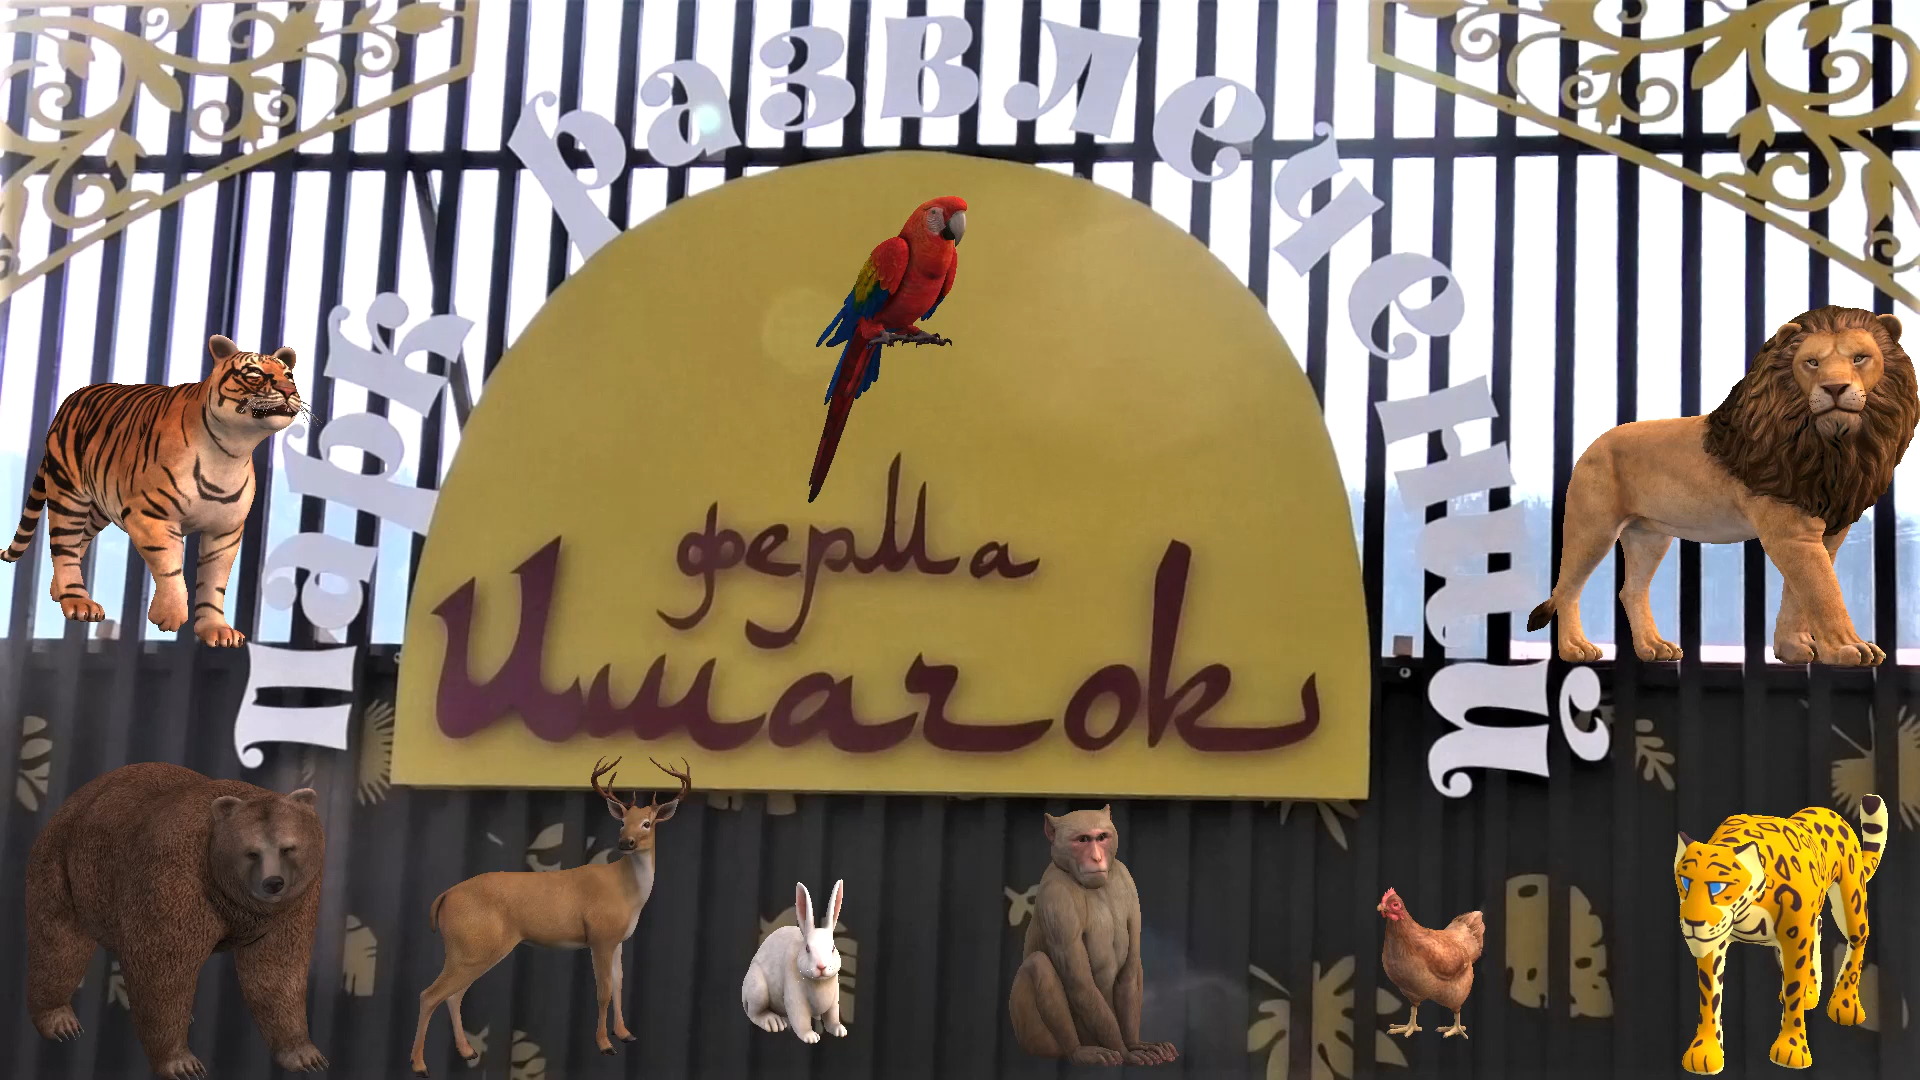 парк развлечений
ферма
Ишачок